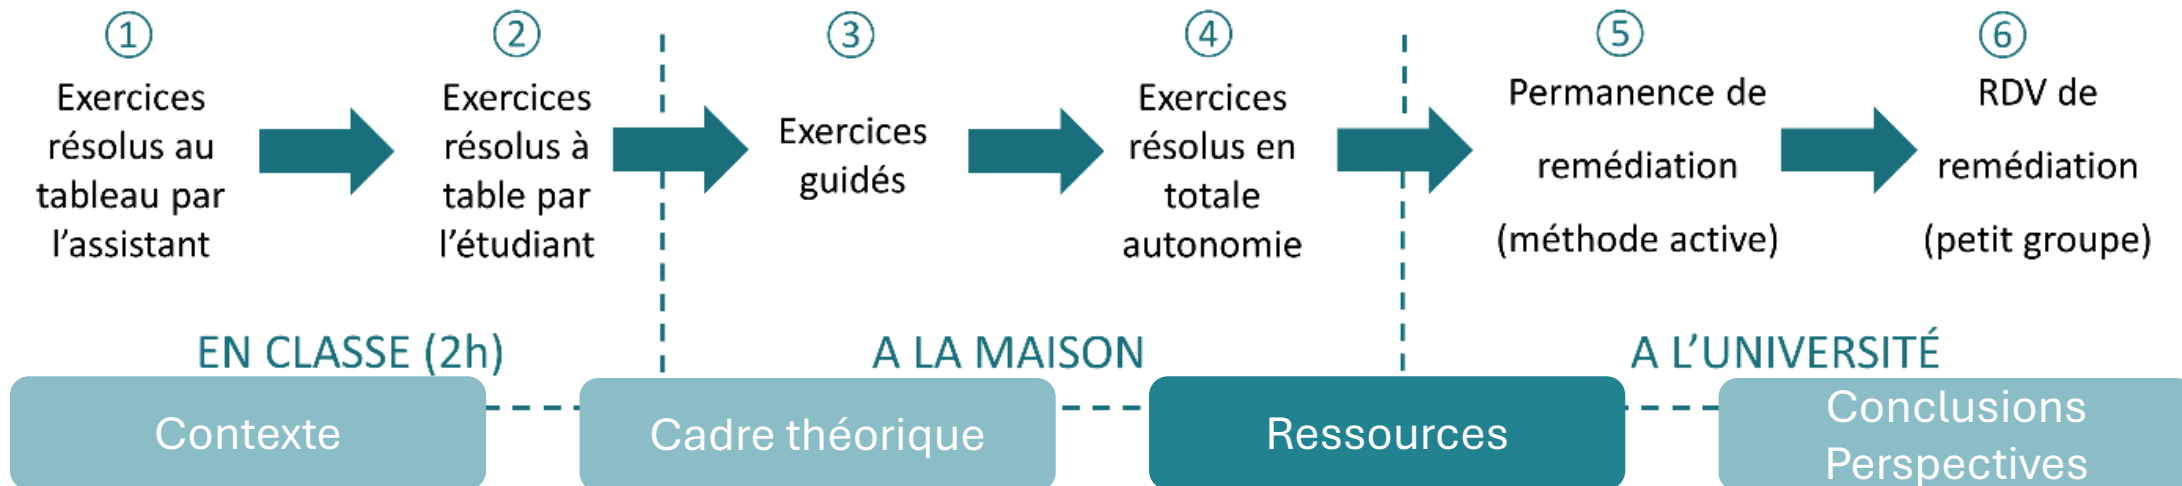 ①
Exercices
résolus au
tableau par
l’assistant
②
Exercices
résolus à
table par
l’étudiant
③
Exercices
guidés
④
Exercices
résolus en
totale
autonomie
⑤
Permanence de
remédiation
(méthode active)
⑥
RDV de
remédiation
(petit groupe)
EN CLASSE (2h)
A LA MAISON
A L’UNIVERSITÉ
Contexte
Cadre théorique
Ressources
Conclusions
Perspectives